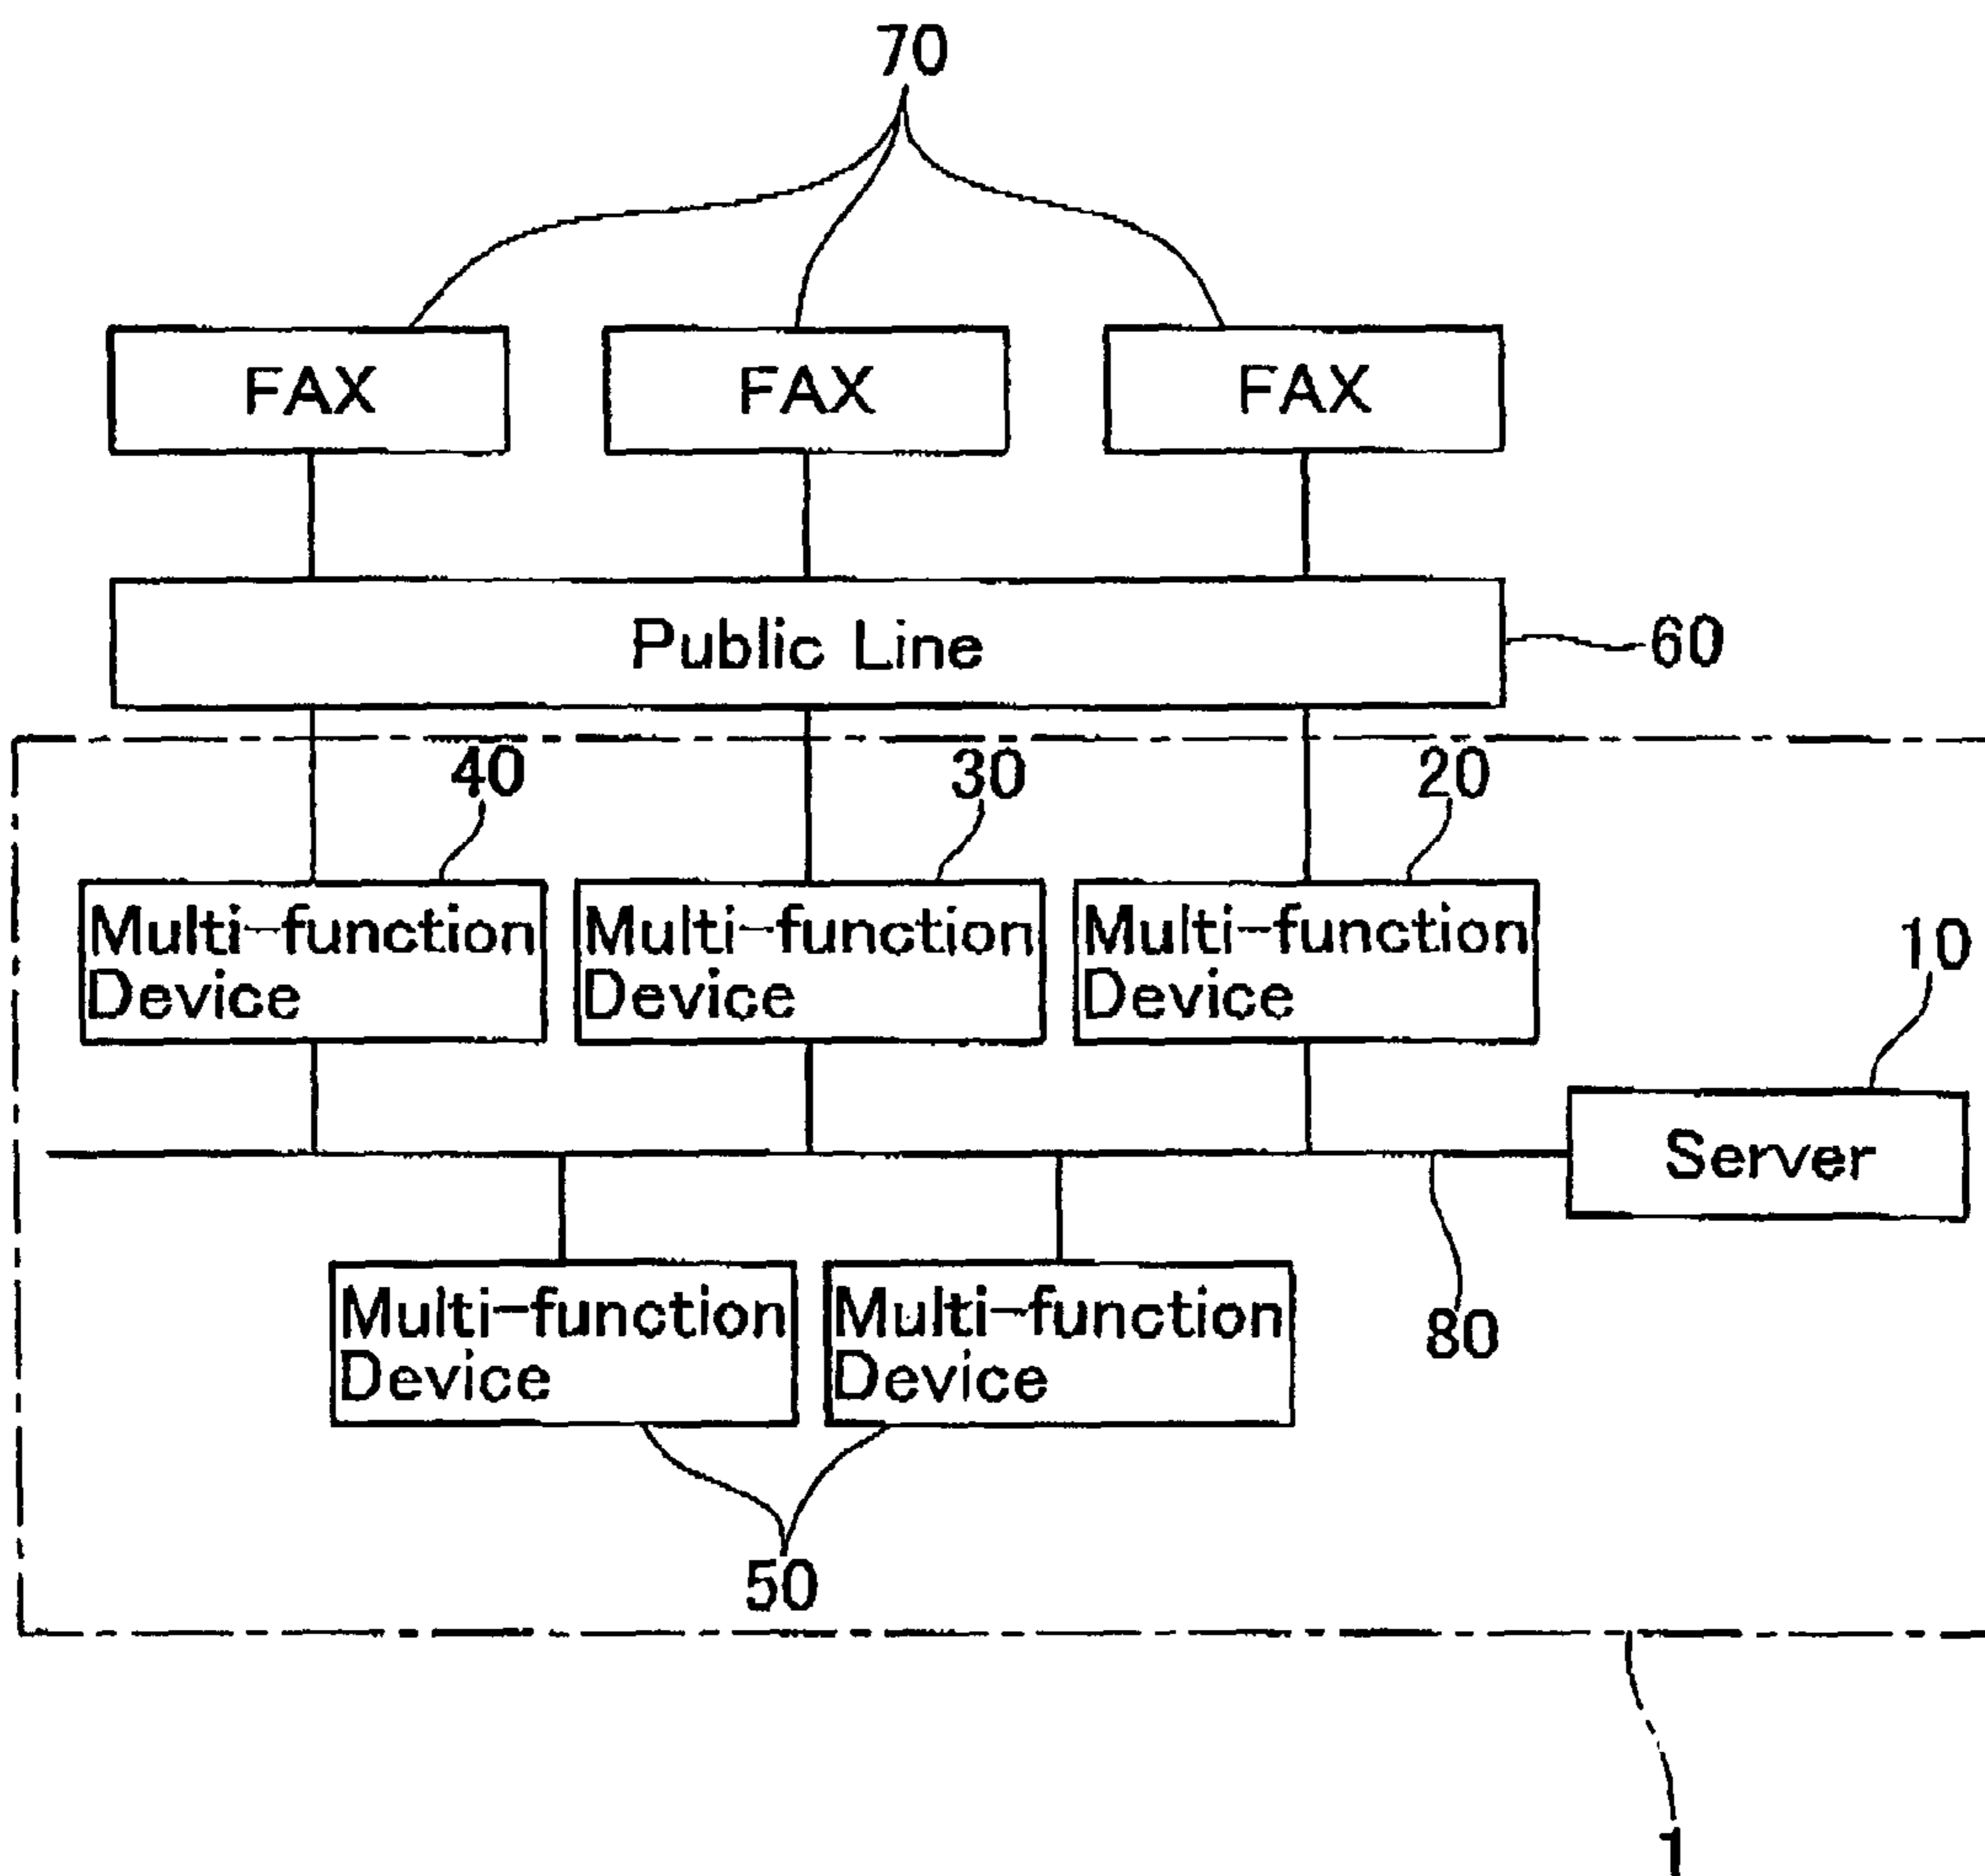 70
FAX
FAX
FAX
Public Line
60
40
30
20
Multi-function
Device
Multi-function
Device
Multi-function
Device
10
Server
Multi-function
Device
Multi-function
Device
80
50
1